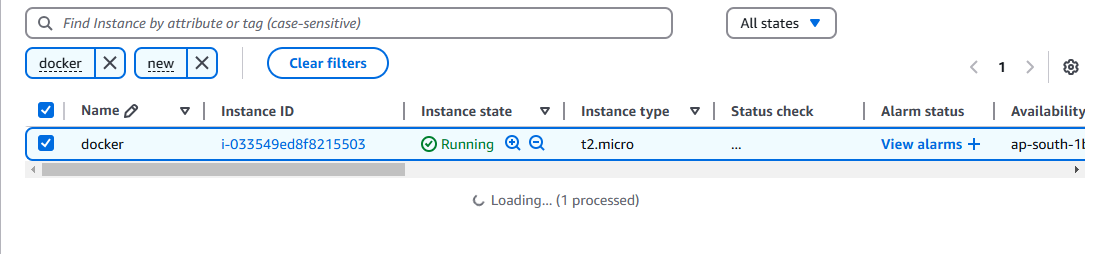 Find Instance by attribute or tag (case-sensitive) All states
docker new Clear filters 1
Name Instance ID Instance state Instance type Status check Alarm status Availability
docker i-033549ed8f8215503 Running t2.micro ... View alarms + ap-south-1b
Loading... (1 processed)